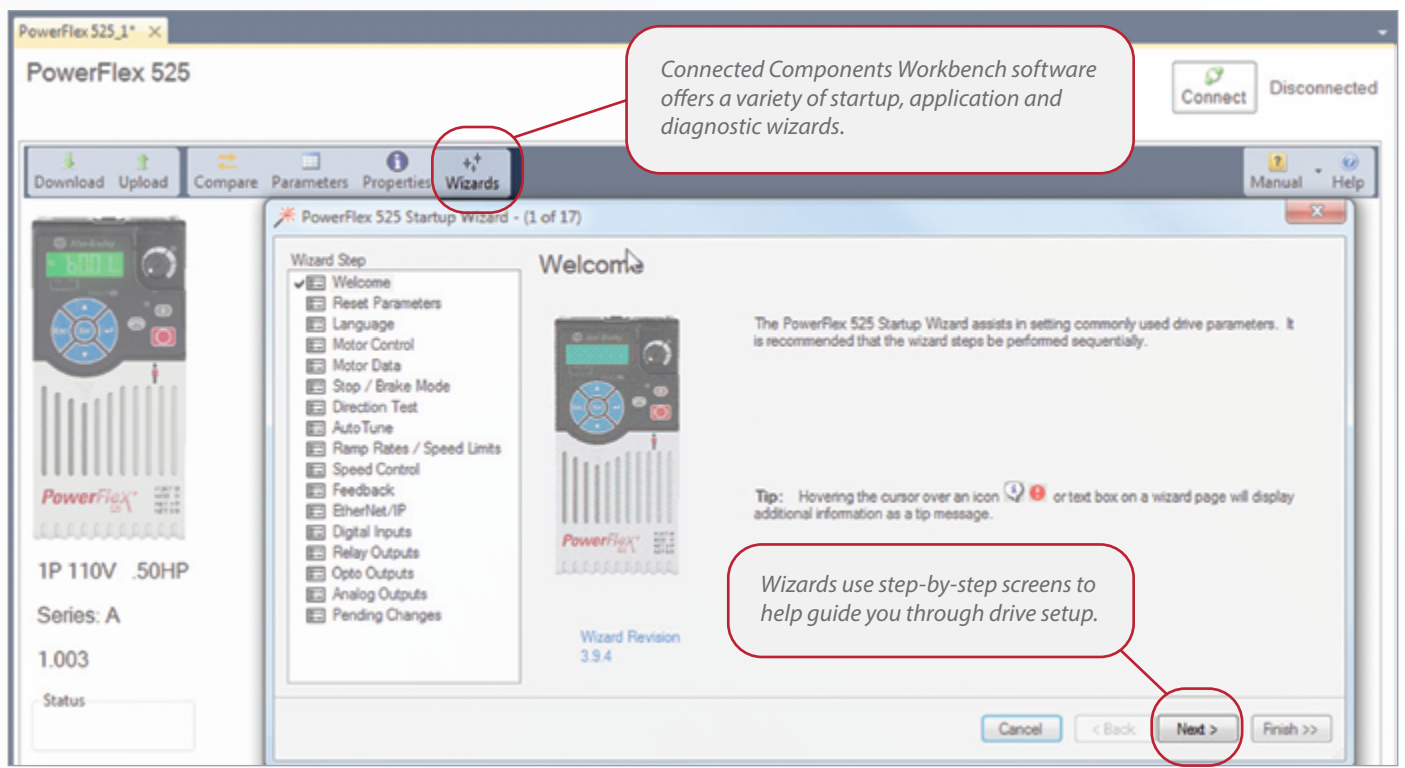 PowerFlex 525_1*
PowerFlex 525
Connected Components Workbench software
offers a variety of startup, application and
diagnostic wizards.
Connect
Disconnected
Download Upload Compare Parameters Properties Wizards
Manual Help
PowerFlex 525 Startup Wizard - (1 of 17)
Wizard Step
Welcome
Reset Parameters
Language
Motor Control
Motor Data
Stop / Brake Mode
Direction Test
AutoTune
Ramp Rates / Speed Limits
Speed Control
Feedback
EtherNet/IP
Digital Inputs
Relay Outputs
Opto Outputs
Analog Outputs
Pending Changes
Welcome
The PowerFlex 525 Startup Wizard assists in setting commonly used drive parameters. It
is recommended that the wizard steps be performed sequentially.
Tip: Hovering the cursor over an icon or text box on a wizard page will display
additional information as a tip message.
PowerFlex
PowerFlex
Wizard Revision
3.9.4
1P 110V .50HP
Series: A
1.003
Status
Wizards use step-by-step screens to
help guide you through drive setup.
Cancel
< Back
Next >
Finish >>